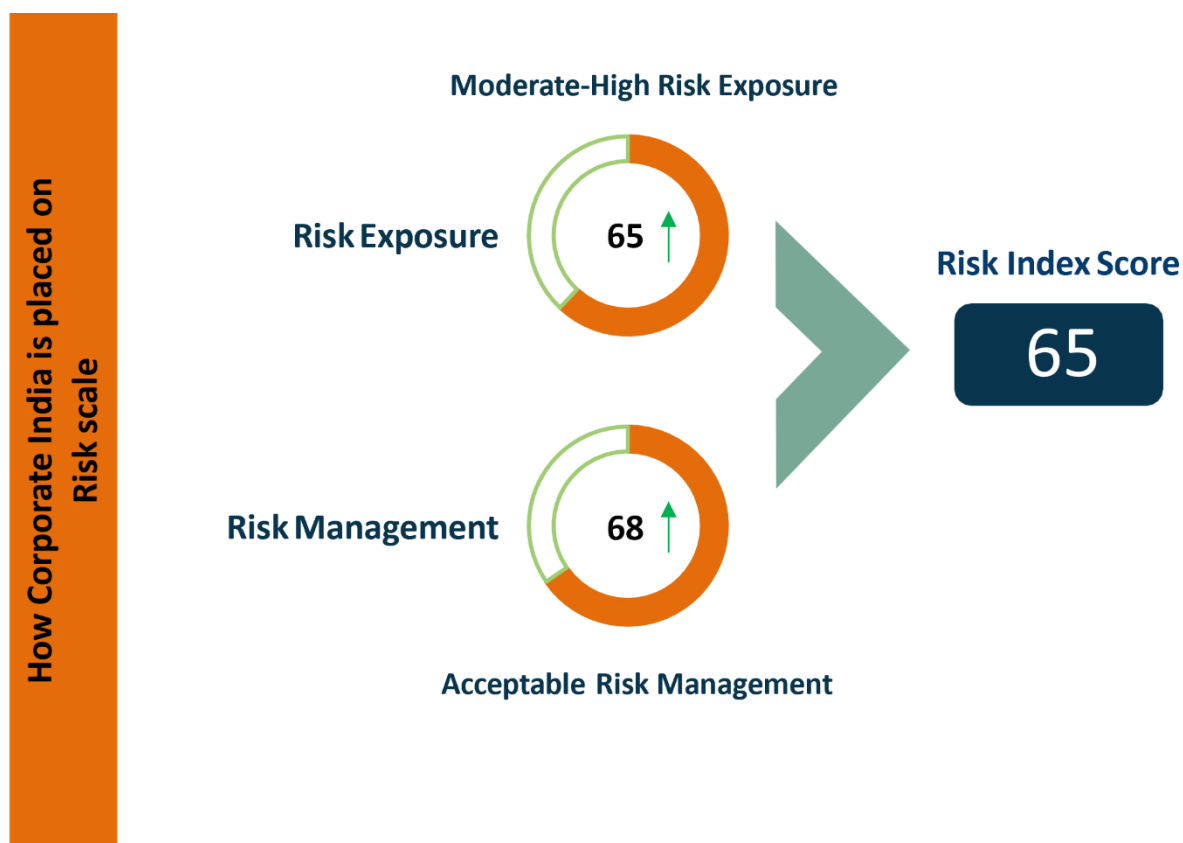 How Corporate India is placed on
Risk scale
Moderate-High Risk Exposure
Risk Exposure
65
Risk Index Score
65
Risk Management
68
Acceptable Risk Management